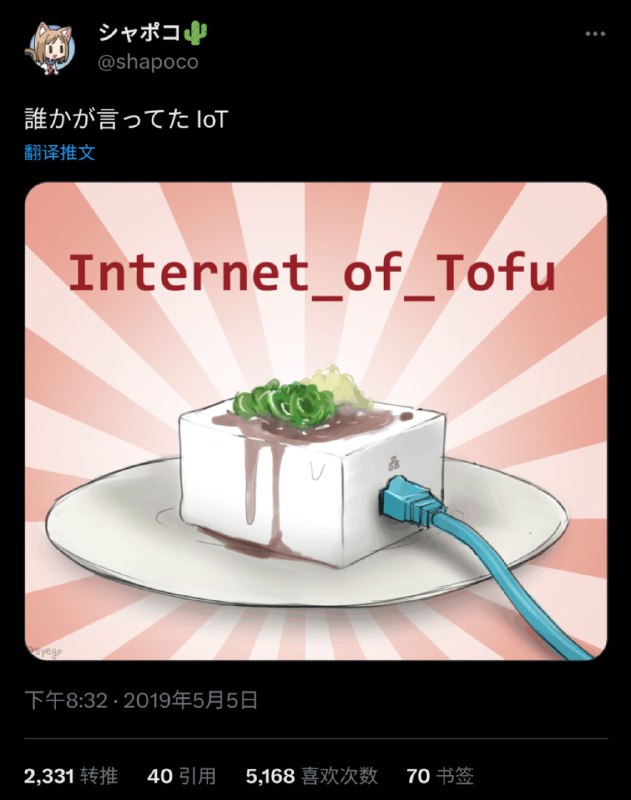 シャポコ🌵
@shapoco
誰かが言ってた IoT
翻译推文
Internet_of_Tofu
@syego
下午8:32 · 2019年5月5日
2,331 转推 40 引用 5,168 喜欢次数 70 书签